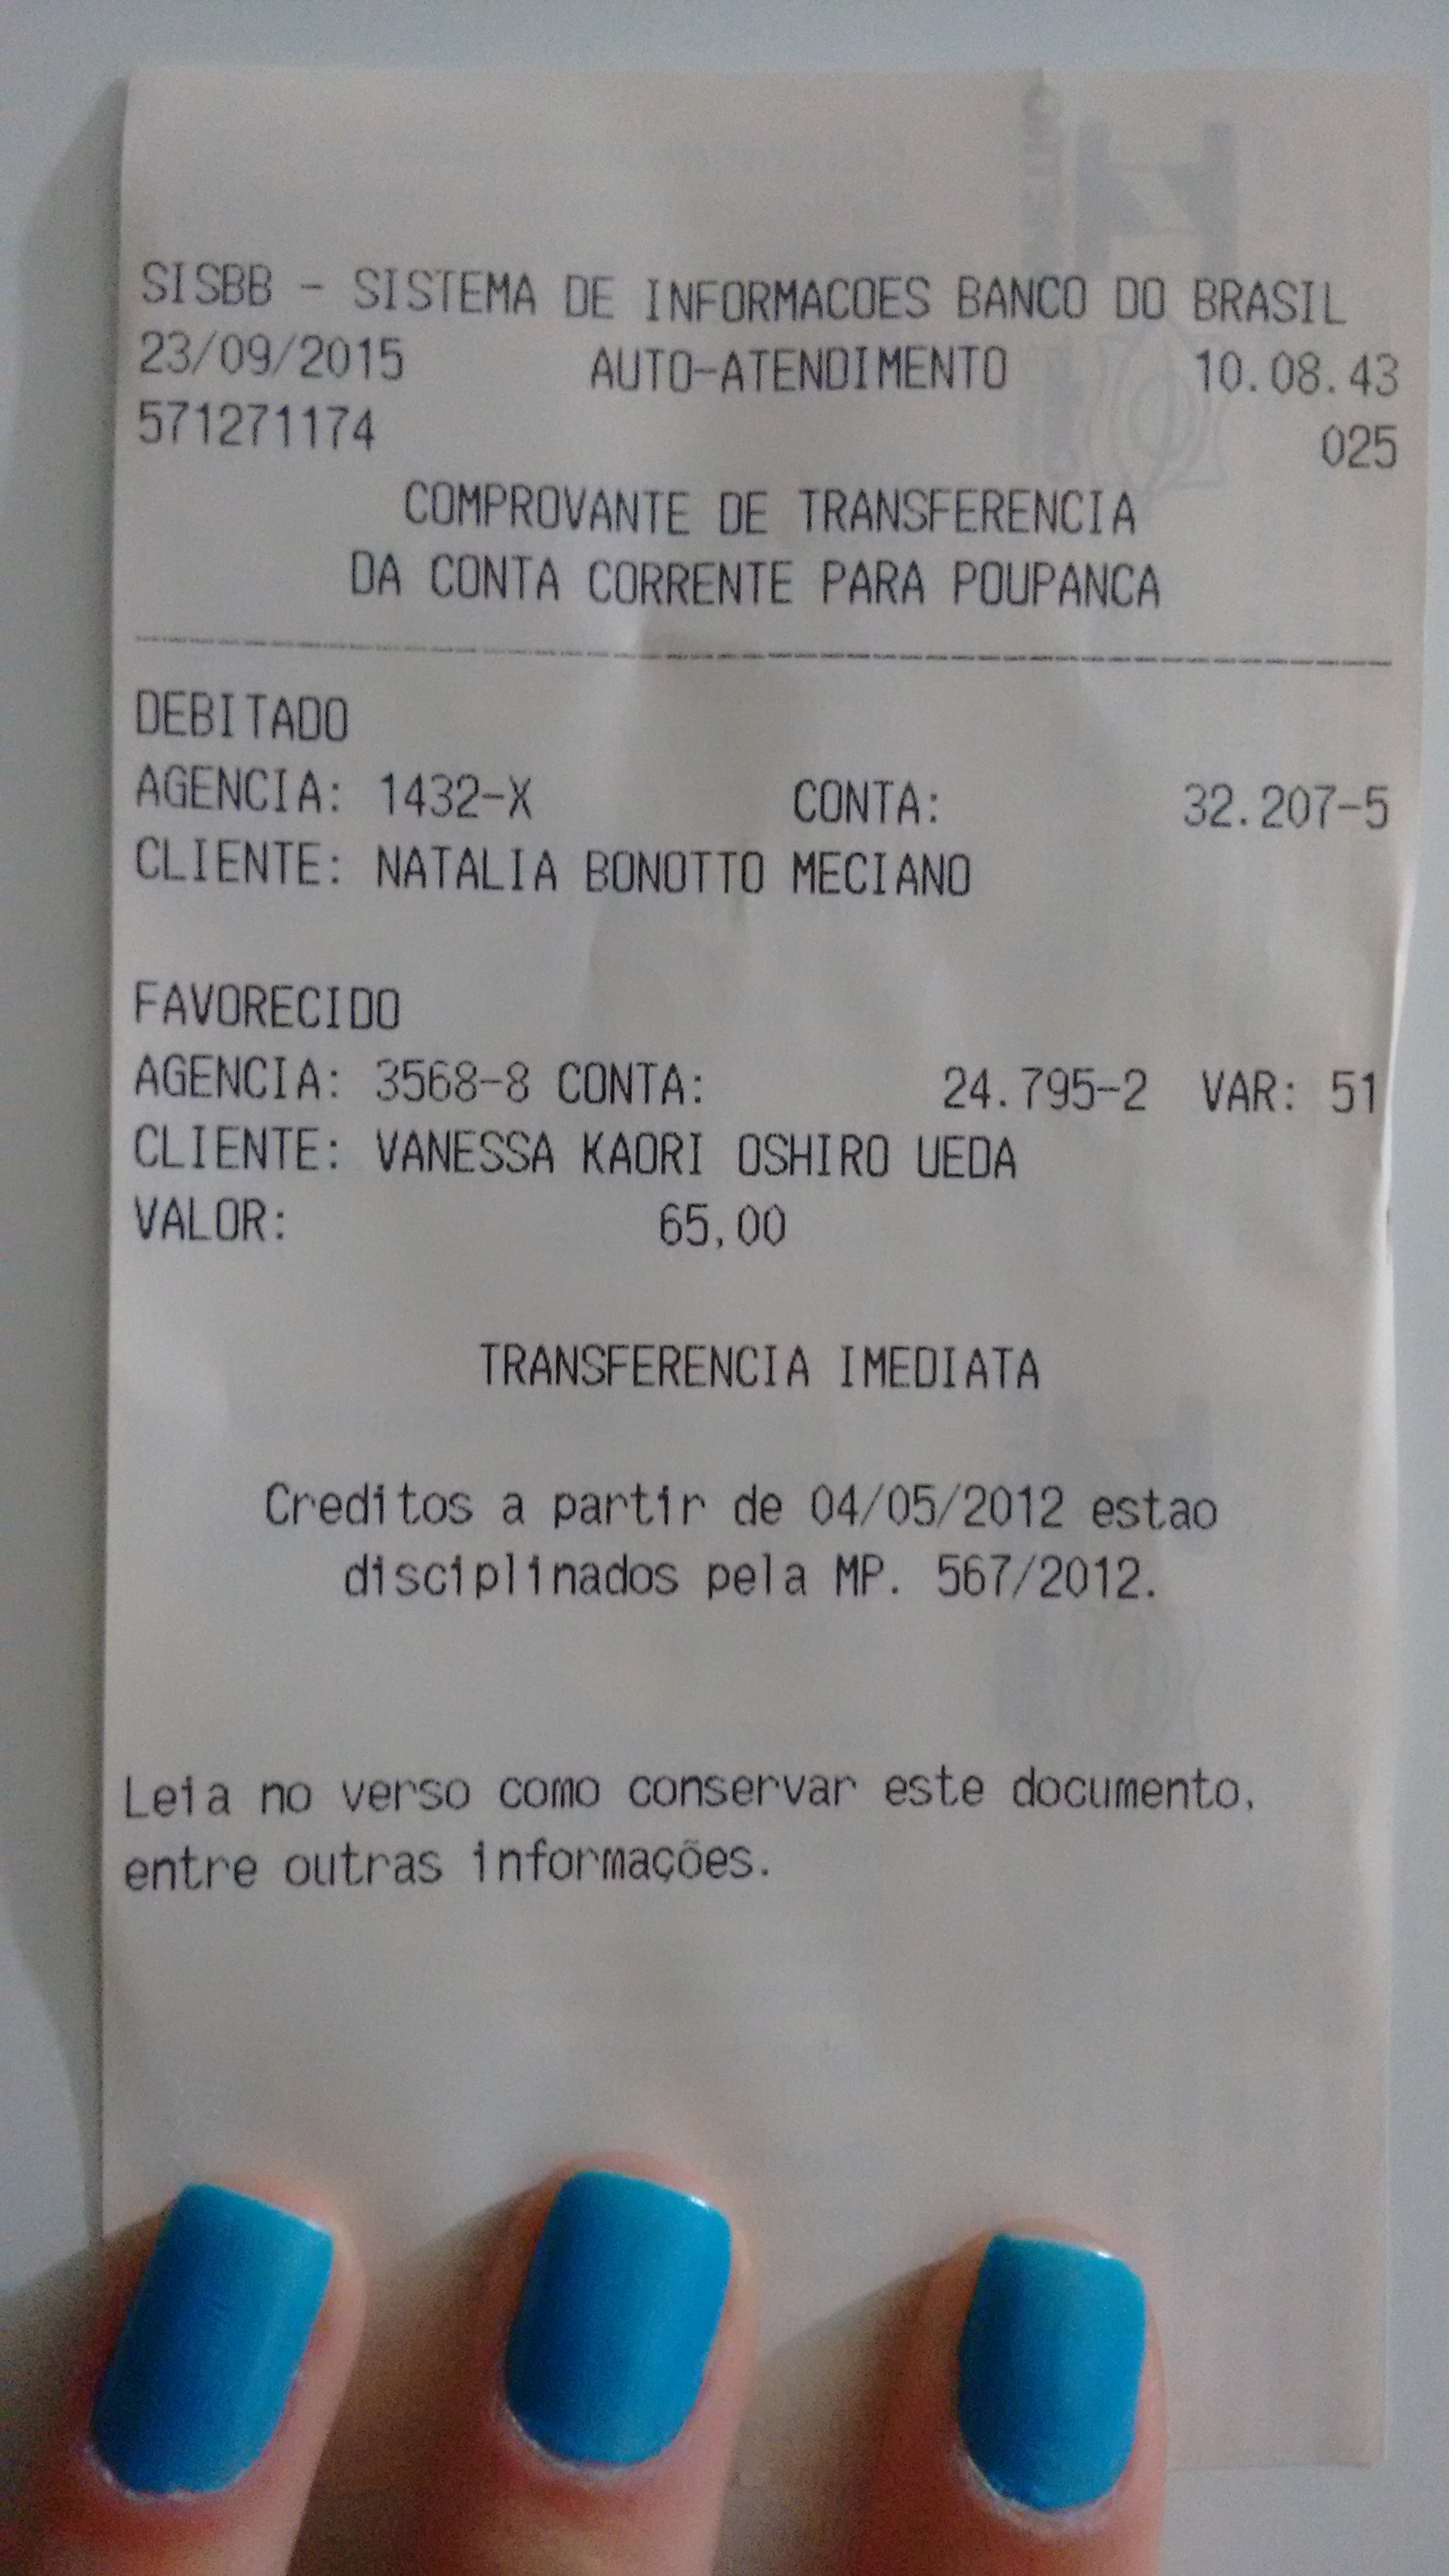 SISBB - SISTEMA DE INFORMACOES BANCO DO BRASIL
23/09/2015 AUTO-ATENDIMENTO 10.08.43
571271174 025
COMPROVANTE DE TRANSFERENCIA
DA CONTA CORRENTE PARA POUPANCA
DEBITADO
AGENCIA: 1432-X CONTA: 32.207-5
CLIENTE: NATALIA BONOTTO MECIANO
FAVORECIDO
AGENCIA: 3568-8 CONTA: 24.795-2 VAR: 51
CLIENTE: VANESSA KAORI OSHIRO UEDA
VALOR: 65,00
TRANSFERENCIA IMEDIATA
Creditos a partir de 04/05/2012 estao
disciplinados pela MP. 567/2012.
Leia no verso como conservar este documento,
entre outras informações.